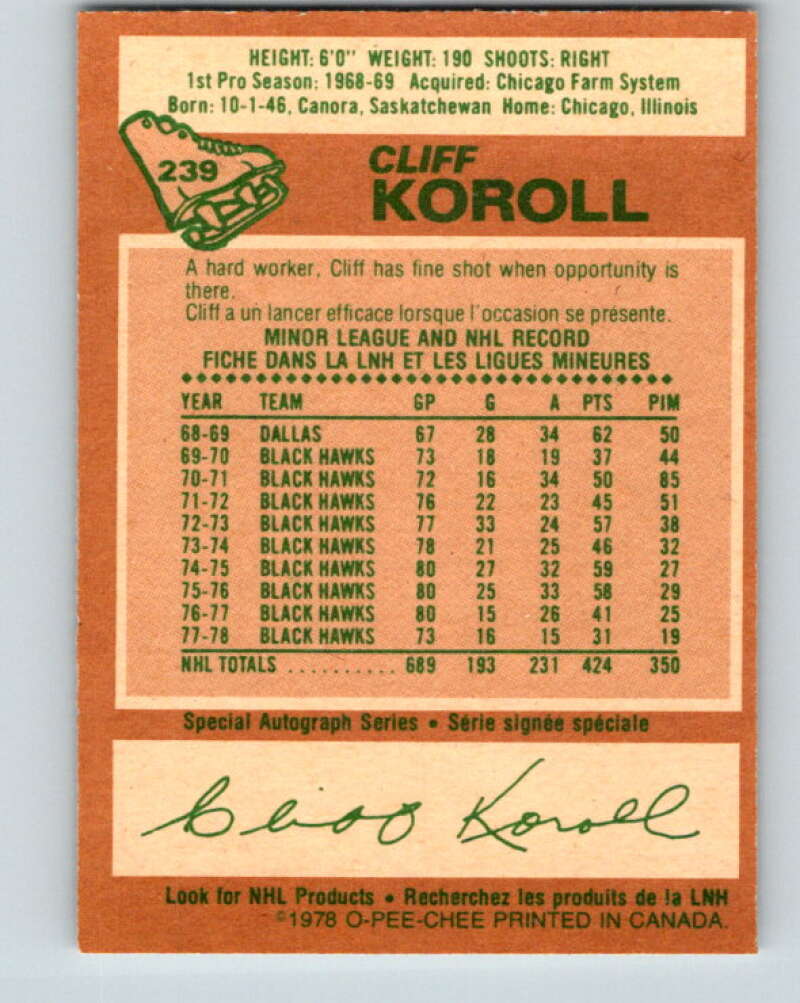 HEIGHT: 6'0" WEIGHT: 190 SHOOTS: RIGHT
1st Pro Season: 1968-69 Acquired: Chicago Farm System
Born: 10-1-46, Canora, Saskatchewan Home: Chicago, Illinois
239
CLIFF
KOROLL
A hard worker, Cliff has fine shot when opportunity is
there.
Cliff a un lancer efficace lorsque l'occasion se présente.
MINOR LEAGUE AND NHL RECORD
FICHE DANS LA LNH ET LES LIGUES MINEURES
YEAR TEAM GP G A PTS PIM
68-69 DALLAS 67 28 34 62 50
69-70 BLACK HAWKS 73 18 19 37 44
70-71 BLACK HAWKS 72 16 34 50 85
71-72 BLACK HAWKS 76 22 23 45 51
72-73 BLACK HAWKS 77 33 24 57 38
73-74 BLACK HAWKS 78 21 25 46 32
74-75 BLACK HAWKS 80 27 32 59 27
75-76 BLACK HAWKS 80 25 33 58 29
76-77 BLACK HAWKS 80 15 26 41 25
77-78 BLACK HAWKS 73 16 15 31 19
NHL TOTALS .......... 689 193 231 424 350
Special Autograph Series • Série signée spéciale
Cliff Koroll
Look for NHL Products • Recherchez les produits de la LNH
©1978 O-PEE-CHEE PRINTED IN CANADA.